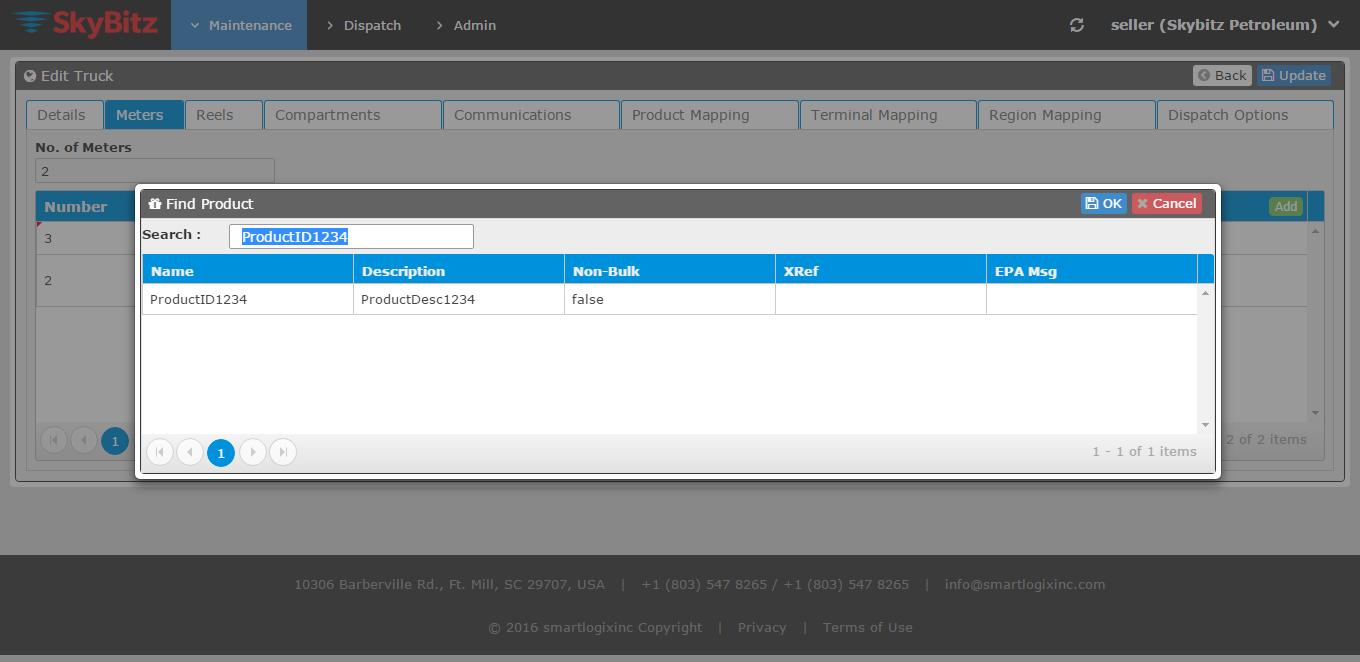 SkyBitz
Maintenance
Dispatch
Admin
seller (Skybitz Petroleum)
Edit Truck
Back
Update
Details
Meters
Reels
Compartments
Communications
Product Mapping
Terminal Mapping
Region Mapping
Dispatch Options
No. of Meters
2
Number
Add
3
2
1
2 of 2 items
Find Product
OK
Cancel
Search :
ProductID1234
Name
Description
Non-Bulk
XRef
EPA Msg
ProductID1234
ProductDesc1234
false
1
1 - 1 of 1 items
10306 Barberville Rd., Ft. Mill, SC 29707, USA | +1 (803) 547 8265 / +1 (803) 547 8265 | info@smartlogixinc.com
© 2016 smartlogixinc Copyright | Privacy | Terms of Use